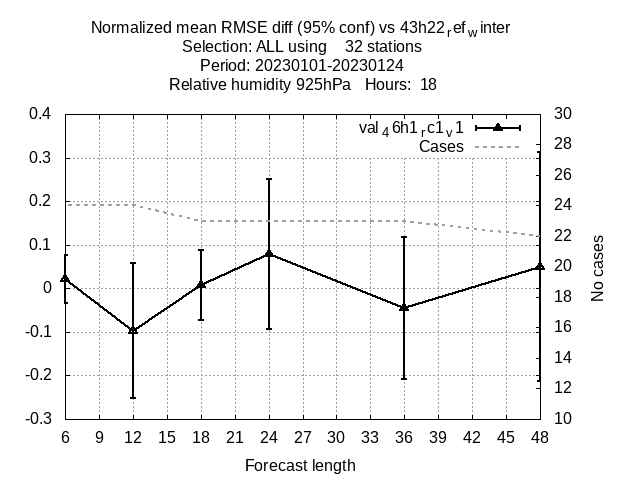 Normalized mean RMSE diff (95% conf) vs 43h22refwinter
Selection: ALL using    32 stations
Period: 20230101-20230124
Relative humidity 925hPa   Hours:  18
val46h1rc1v1
Cases
0.4
0.3
0.2
0.1
0
-0.1
-0.2
-0.3
30
28
26
24
22
20
18
16
14
12
10
No cases
6 9 12 15 18 21 24 27 30 33 36 39 42 45 48
Forecast length